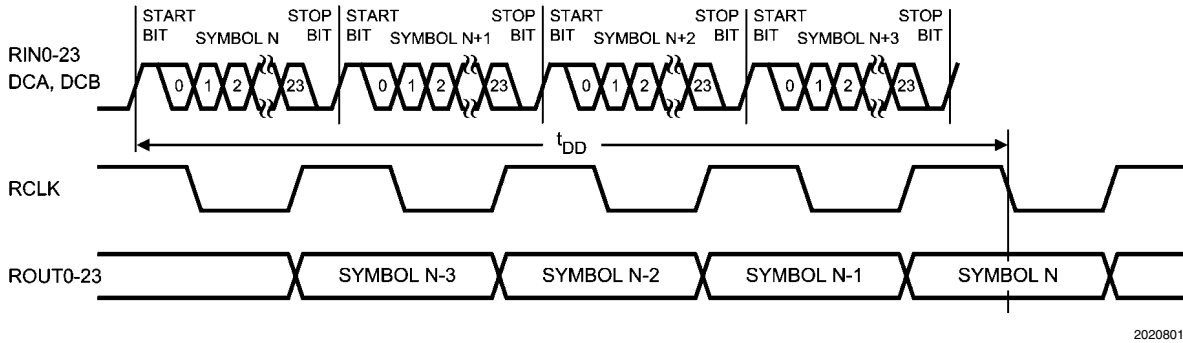 START STOP START STOP START STOP START STOP
BIT SYMBOL N BIT BIT SYMBOL N+1 BIT BIT SYMBOL N+2 BIT BIT SYMBOL N+3 BIT
RIN0-23
DCA, DCB
0 1 2 23 0 1 2 23 0 1 2 23 0 1 2 23
tDD
RCLK
ROUT0-23 SYMBOL N-3 SYMBOL N-2 SYMBOL N-1 SYMBOL N
2020801